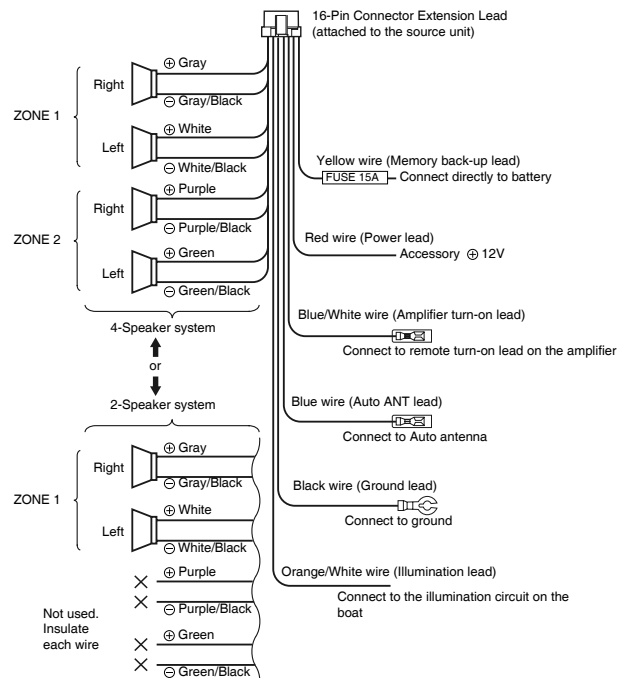 16-Pin Connector Extension Lead
(attached to the source unit)
ZONE 1
Right
⊕ Gray
⊖ Gray/Black
Left
⊕ White
⊖ White/Black
ZONE 2
Right
⊕ Purple
⊖ Purple/Black
Left
⊕ Green
⊖ Green/Black
4-Speaker system
or
2-Speaker system
ZONE 1
Right
⊕ Gray
⊖ Gray/Black
Left
⊕ White
⊖ White/Black
⊕ Purple
⊖ Purple/Black
Not used.
Insulate
each wire
⊕ Green
⊖ Green/Black
Yellow wire (Memory back-up lead)
FUSE 15A
Connect directly to battery
Red wire (Power lead)
Accessory ⊕ 12V
Blue/White wire (Amplifier turn-on lead)
Connect to remote turn-on lead on the amplifier
Blue wire (Auto ANT lead)
Connect to Auto antenna
Black wire (Ground lead)
Connect to ground
Orange/White wire (Illumination lead)
Connect to the illumination circuit on the
boat